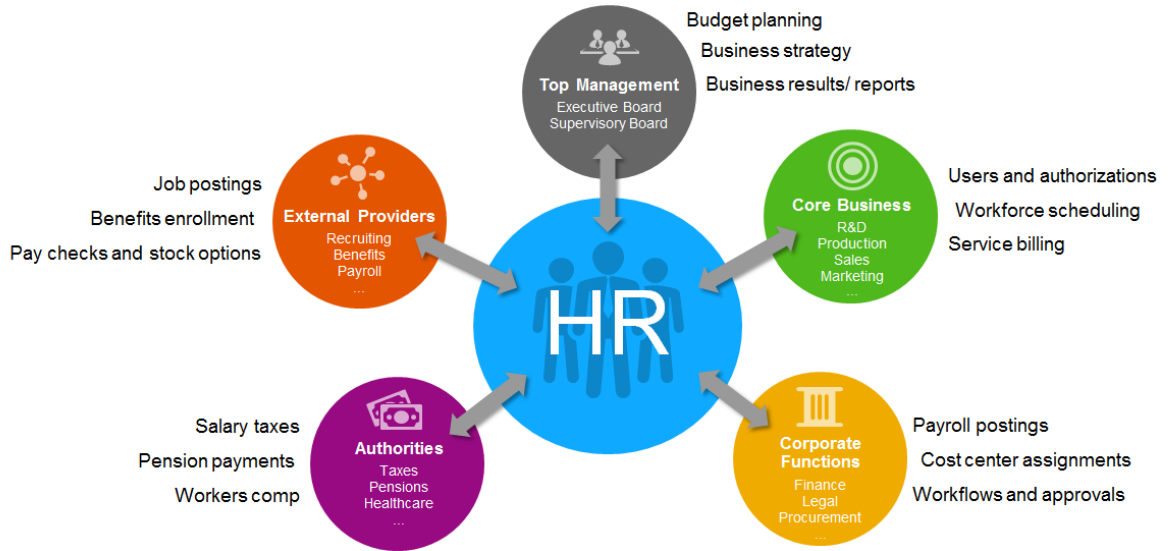 Top Management
Executive Board
Supervisory Board
Budget planning
Business strategy
Business results/ reports
External Providers
Recruiting
Benefits
Payroll
...
Job postings
Benefits enrollment
Pay checks and stock options
Core Business
R&D
Production
Sales
Marketing
...
Users and authorizations
Workforce scheduling
Service billing
HR
Authorities
Taxes
Pensions
Healthcare
...
Salary taxes
Pension payments
Workers comp
Corporate
Functions
Finance
Legal
Procurement
...
Payroll postings
Cost center assignments
Workflows and approvals